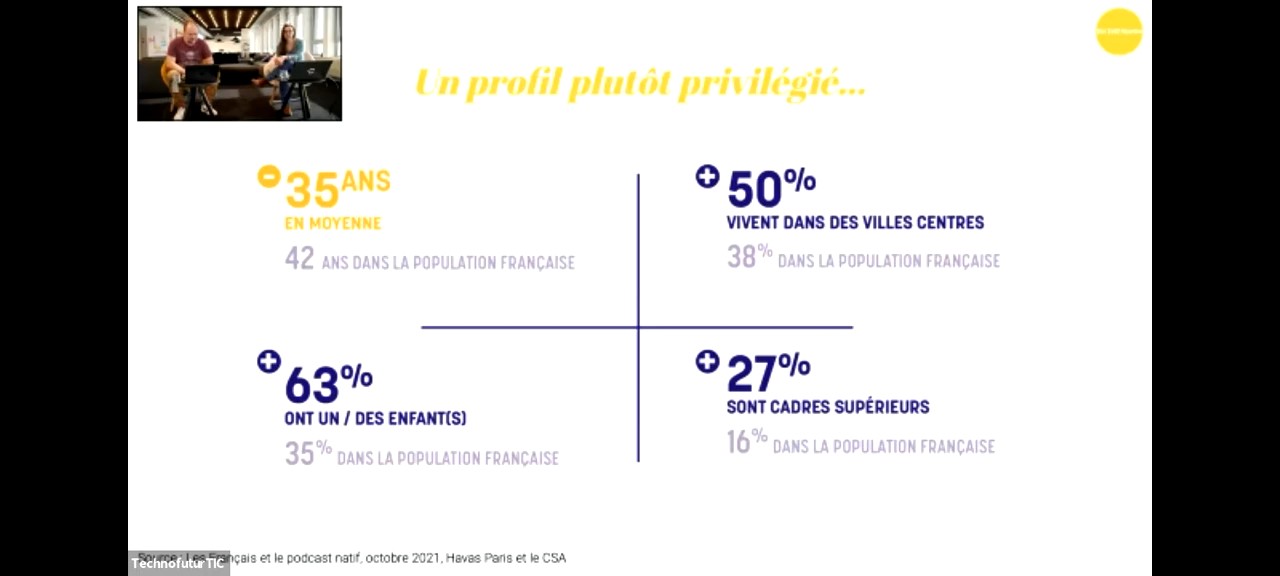 Un profil plutôt privilégié...
35 ANS
EN MOYENNE
42 ANS DANS LA POPULATION FRANÇAISE
50%
VIVENT DANS DES VILLES CENTRES
38% DANS LA POPULATION FRANÇAISE
63%
ONT UN / DES ENFANT(S)
35% DANS LA POPULATION FRANÇAISE
27%
SONT CADRES SUPÉRIEURS
16% DANS LA POPULATION FRANÇAISE
Source : Les Français et le podcast natif, octobre 2021, Havas Paris et le CSA
Technofutur TIC